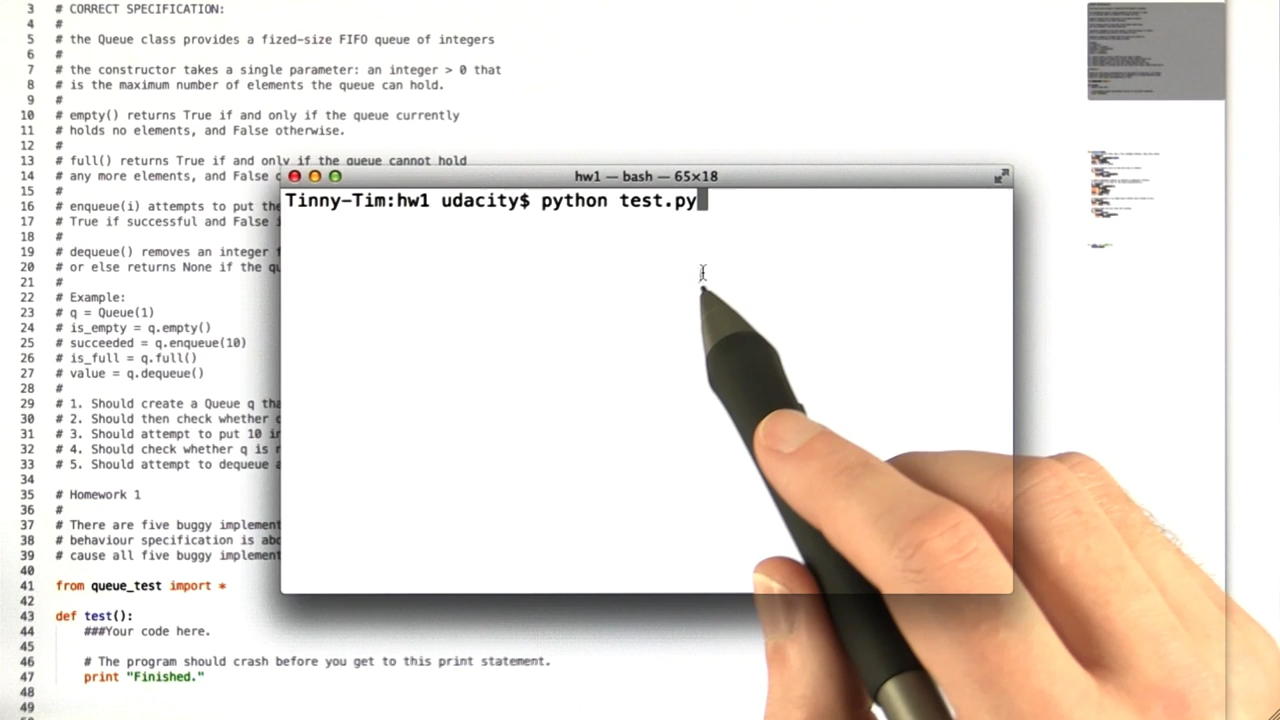 3 # CORRECT SPECIFICATION:
4 #
5 # the Queue class provides a fized-size FIFO queue of integers
6 #
7 # the constructor takes a single parameter: an integer > 0 that
8 # is the maximum number of elements the queue can hold.
9 #
10 # empty() returns True if and only if the queue currently
11 # holds no elements, and False otherwise.
12 #
13 # full() returns True if and only if the queue cannot hold
14 # any more elements, and False
15 #
16 # enqueue(i) attempts to put the
17 # True if successful and False
18 #
19 # dequeue() removes an integer
20 # or else returns None if the
21 #
22 # Example:
23 # q = Queue(1)
24 # is_empty = q.empty()
25 # succeeded = q.enqueue(10)
26 # is_full = q.full()
27 # value = q.dequeue()
28 #
29 # 1. Should create a Queue q
30 # 2. Should then check whether
31 # 3. Should attempt to put 10
32 # 4. Should check whether q is
33 # 5. Should attempt to dequeue
34
35 # Homework 1
36 #
37 # There are five buggy
38 # behaviour specification is
39 # cause all five buggy
40
41 from queue_test import *
42
43 def test():
44 ###Your code here.
45
46 # The program should crash before you get to this print statement.
47 print "Finished."
48
49
hw1 — bash — 65×18
Tinny-Tim:hw1 udacity$ python test.py